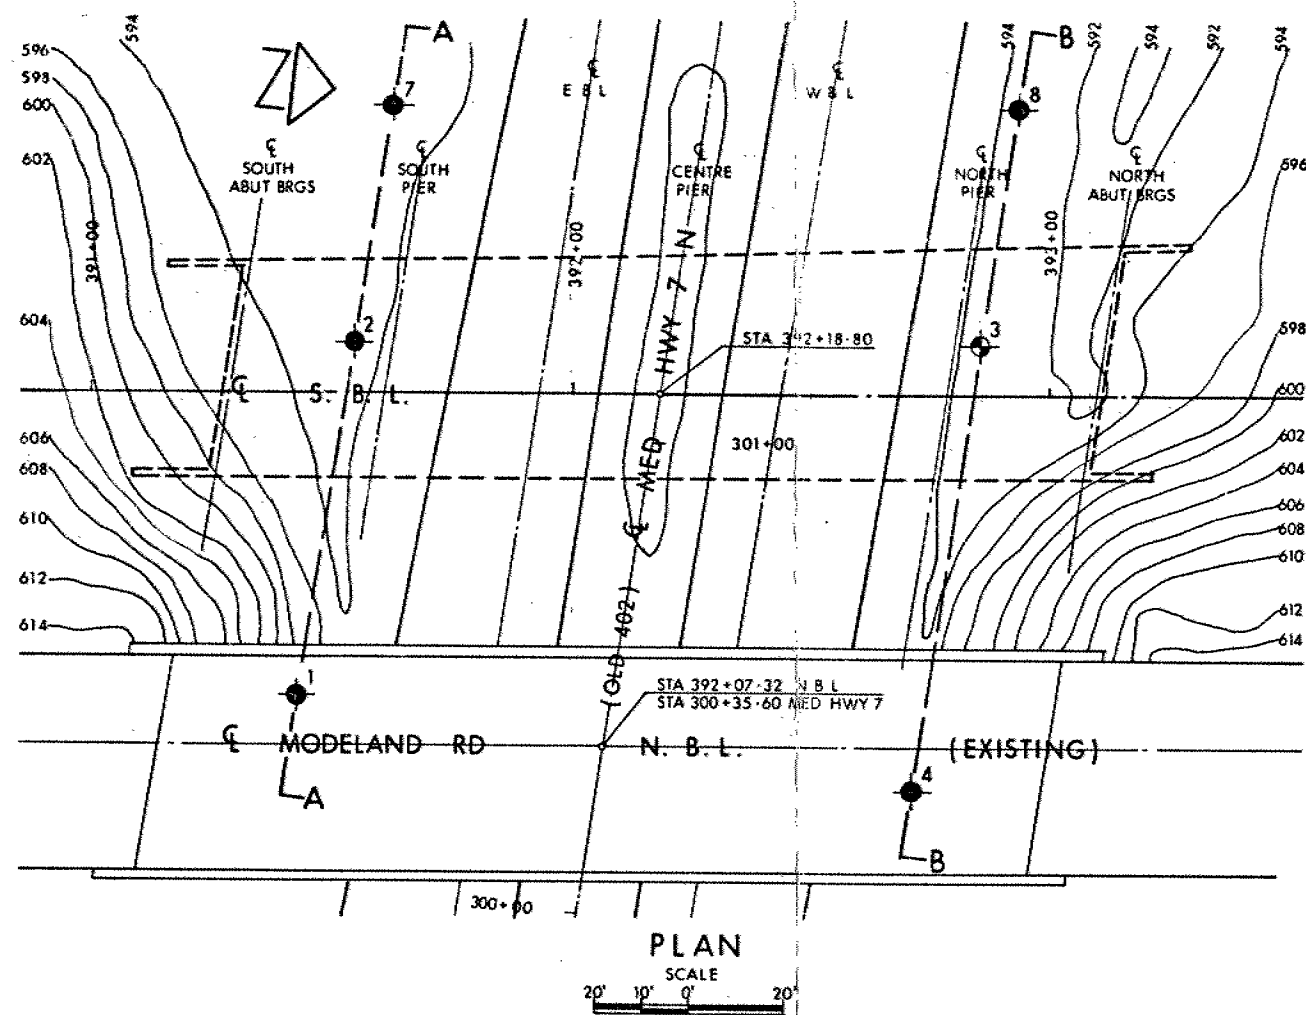 594
A
B
594
592
594
592
594
596
598
600
602
7
8
℄
E B L
℄
W B L
℄
SOUTH
ABUT BRGS
℄
SOUTH
PIER
℄
CENTRE
PIER
℄
NORTH
PIER
℄
NORTH
ABUT BRGS
596
391+00
392+00
393+00
℄ MED HWY 7 N
(OLD 402)
604
2
3
598
STA 392+18·80
℄ S. B. L.
600
301+00
602
606
608
604
610
606
608
610
612
612
614
614
1
STA 392+07·32 N B L
STA 300+35·60 MED HWY 7
℄ MODELAND RD N. B. L. (EXISTING)
4
A
B
300+00
PLAN
SCALE
20' 10' 0' 20'